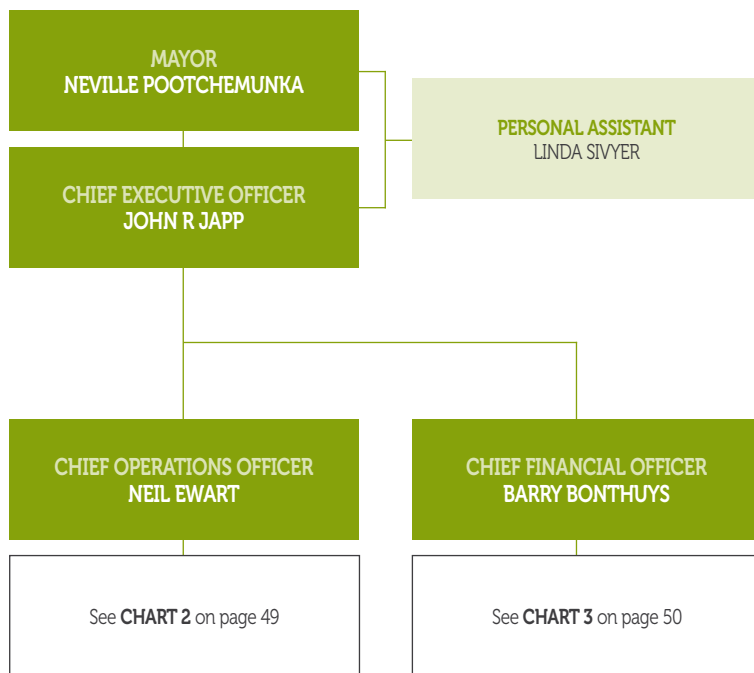 MAYOR
NEVILLE POOTCHEMUNKA
PERSONAL ASSISTANT
LINDA SIVYER
CHIEF EXECUTIVE OFFICER
JOHN R JAPP
CHIEF OPERATIONS OFFICER
NEIL EWART
CHIEF FINANCIAL OFFICER
BARRY BONTHUYS
See CHART 2 on page 49
See CHART 3 on page 50